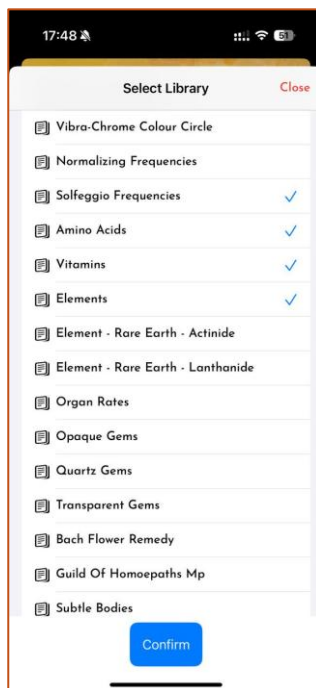 17:48
51
Select Library
Close
Vibra-Chrome Colour Circle
Normalizing Frequencies
Solfeggio Frequencies
Amino Acids
Vitamins
Elements
Element - Rare Earth - Actinide
Element - Rare Earth - Lanthanide
Organ Rates
Opaque Gems
Quartz Gems
Transparent Gems
Bach Flower Remedy
Guild Of Homoepaths Mp
Subtle Bodies
Confirm